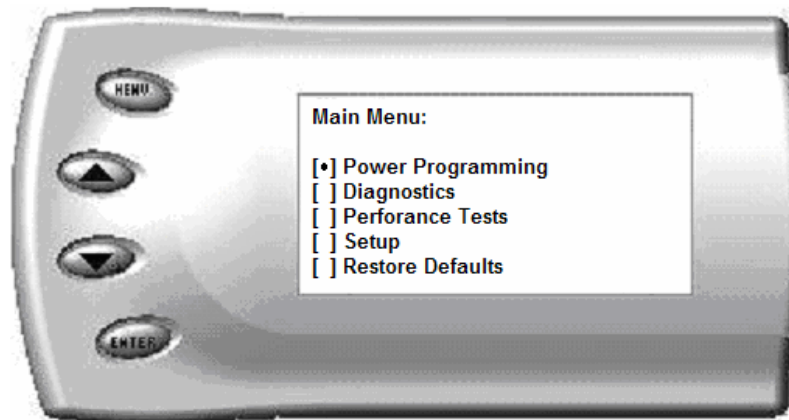 MENU
Main Menu:
[•] Power Programming
[ ] Diagnostics
[ ] Perforance Tests
[ ] Setup
[ ] Restore Defaults
ENTER